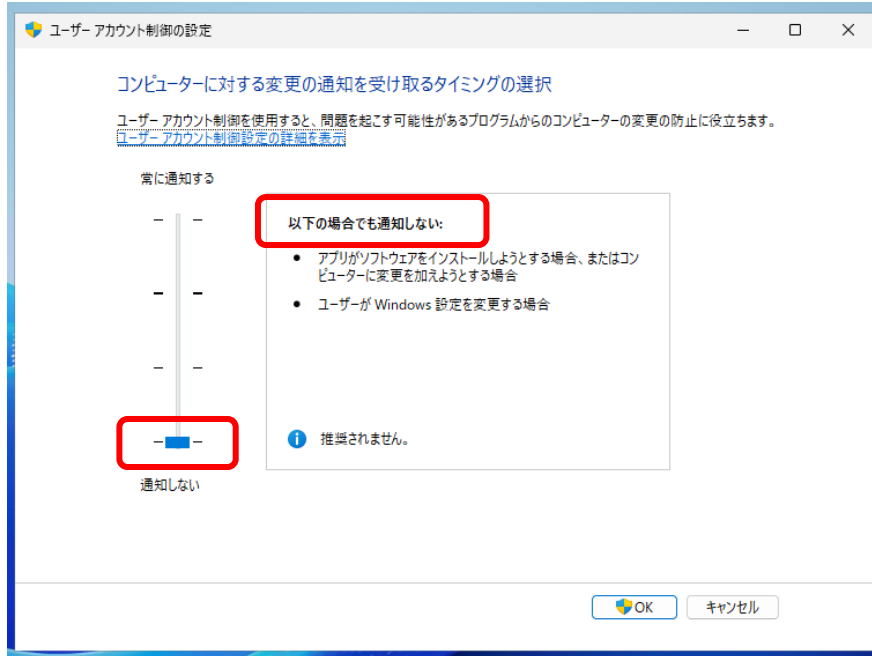 ユーザー アカウント制御の設定
コンピューターに対する変更の通知を受け取るタイミングの選択
ユーザー アカウント制御を使用すると、問題を起こす可能性があるプログラムからのコンピューターの変更の防止に役立ちます。
ユーザー アカウント制御設定の詳細を表示
常に通知する
以下の場合でも通知しない:
● アプリがソフトウェアをインストールしようとする場合、またはコン
ピューターに変更を加えようとする場合
● ユーザーが Windows 設定を変更する場合
推奨されません。
通知しない
OK
キャンセル